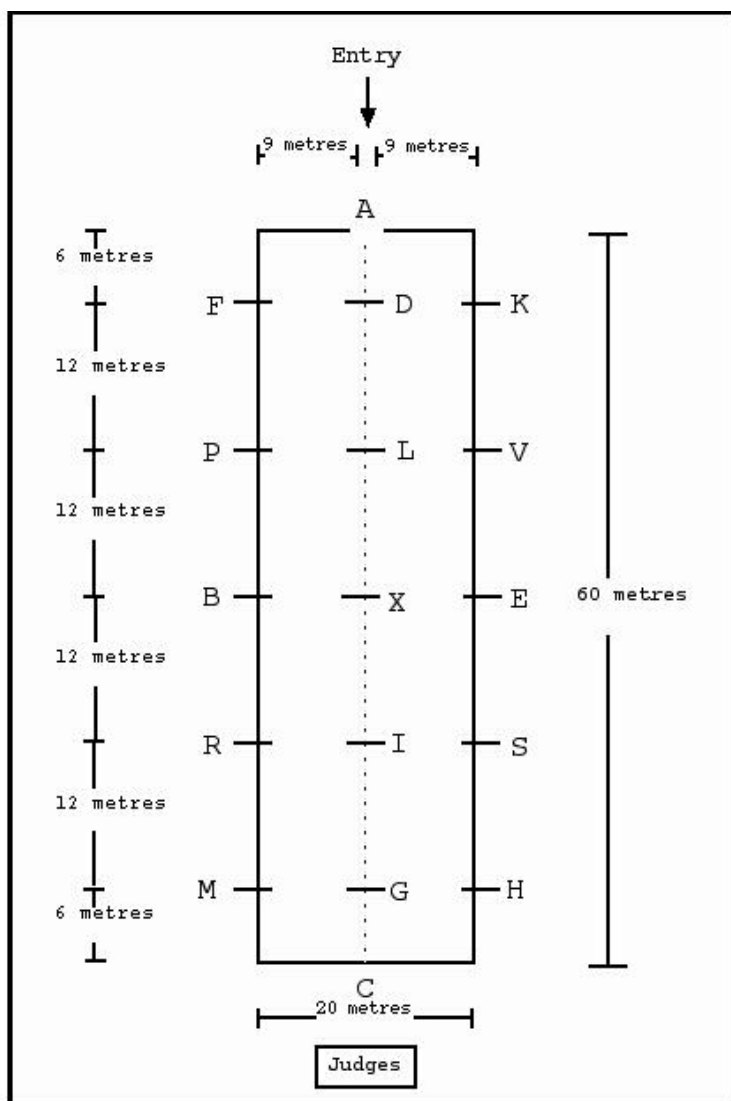 Entry
9 metres 9 metres
A
6 metres
F D K
12 metres
P L V
12 metres
B X E 60 metres
12 metres
R I S
12 metres
M G H
6 metres
C
20 metres
Judges